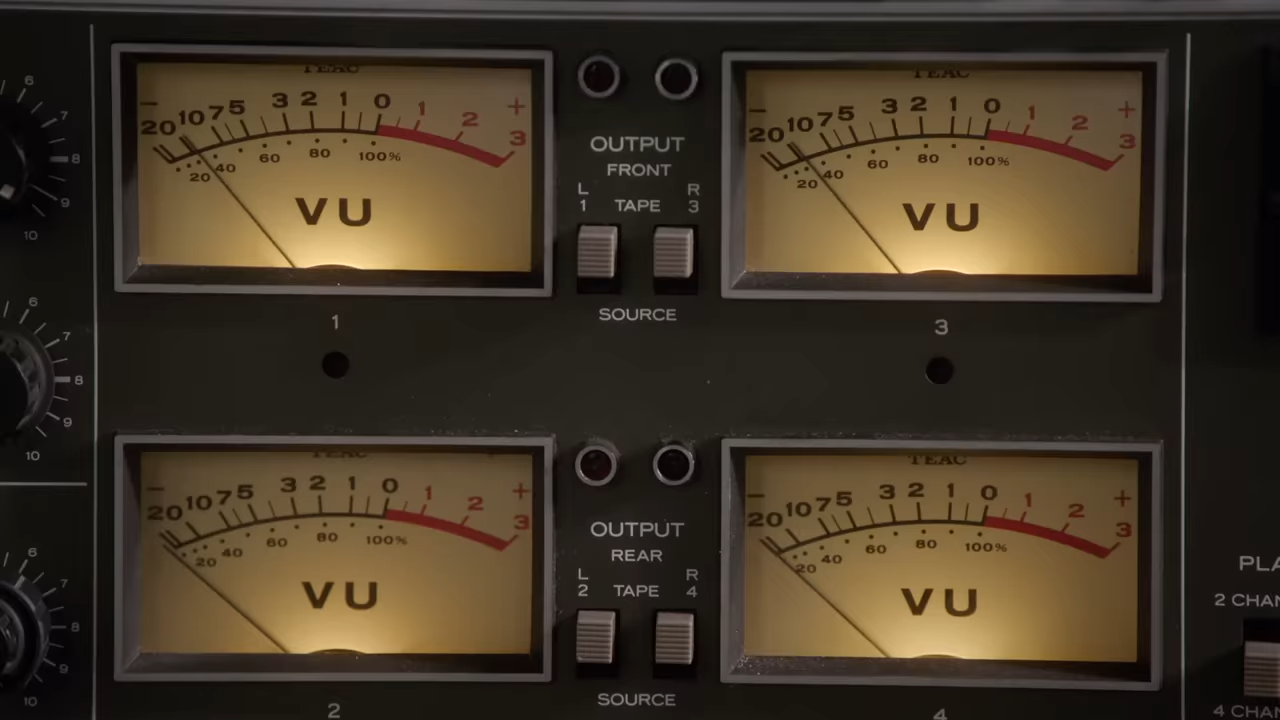 TEAC
- 20 10 7 5 3 2 1 0 1 2 3 +
20 40 60 80 100%
VU
1
OUTPUT
FRONT
L R
1 TAPE 3
SOURCE
TEAC
- 20 10 7 5 3 2 1 0 1 2 3 +
20 40 60 80 100%
VU
3
TEAC
- 20 10 7 5 3 2 1 0 1 2 3 +
20 40 60 80 100%
VU
2
OUTPUT
REAR
L R
2 TAPE 4
SOURCE
TEAC
- 20 10 7 5 3 2 1 0 1 2 3 +
20 40 60 80 100%
VU
4
6
7
8
9
10
6
7
8
9
10
6
7
8
9
10
PLA
2 CHAN
4 CHAN